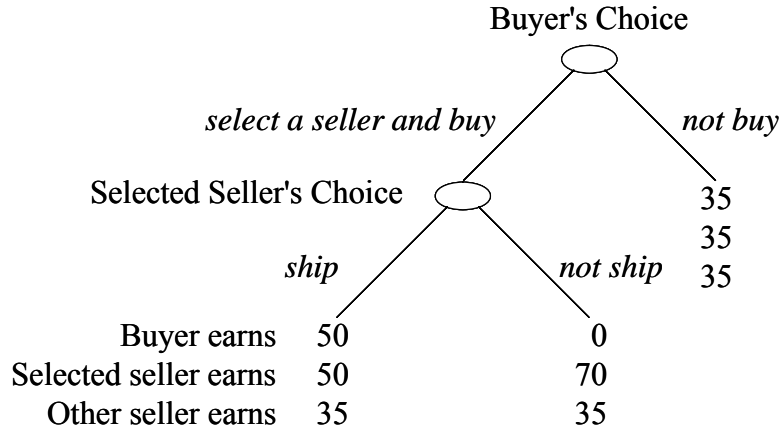 Buyer's Choice
select a seller and buy
not buy
Selected Seller's Choice
35
35
35
ship
not ship
Buyer earns 50 0
Selected seller earns 50 70
Other seller earns 35 35